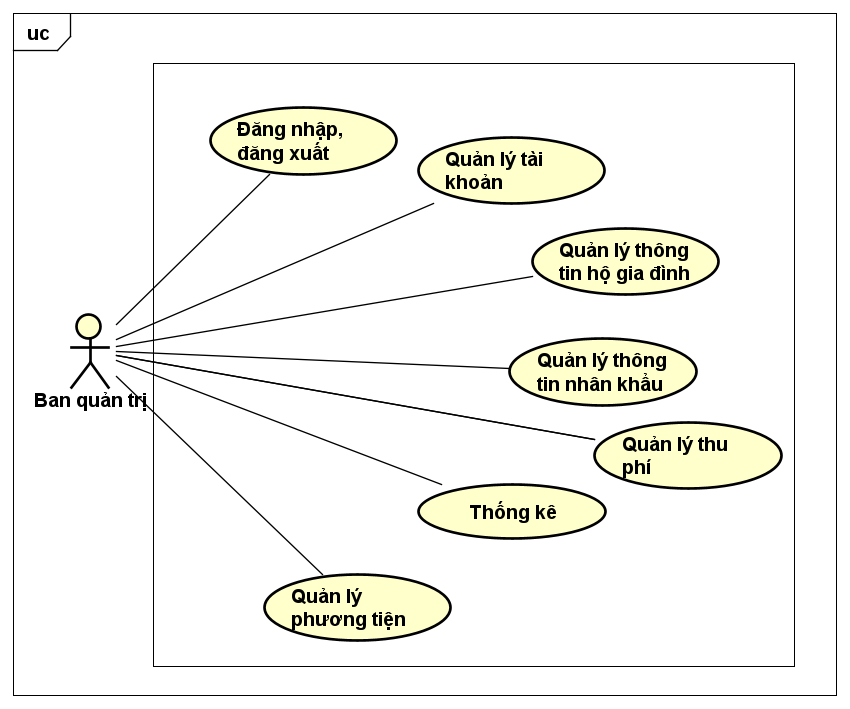 uc
Đăng nhập,
đăng xuất
Quản lý tài
khoản
Quản lý thông
tin hộ gia đình
Quản lý thông
tin nhân khẩu
Ban quản trị
Quản lý thu
phí
Thống kê
Quản lý
phương tiện